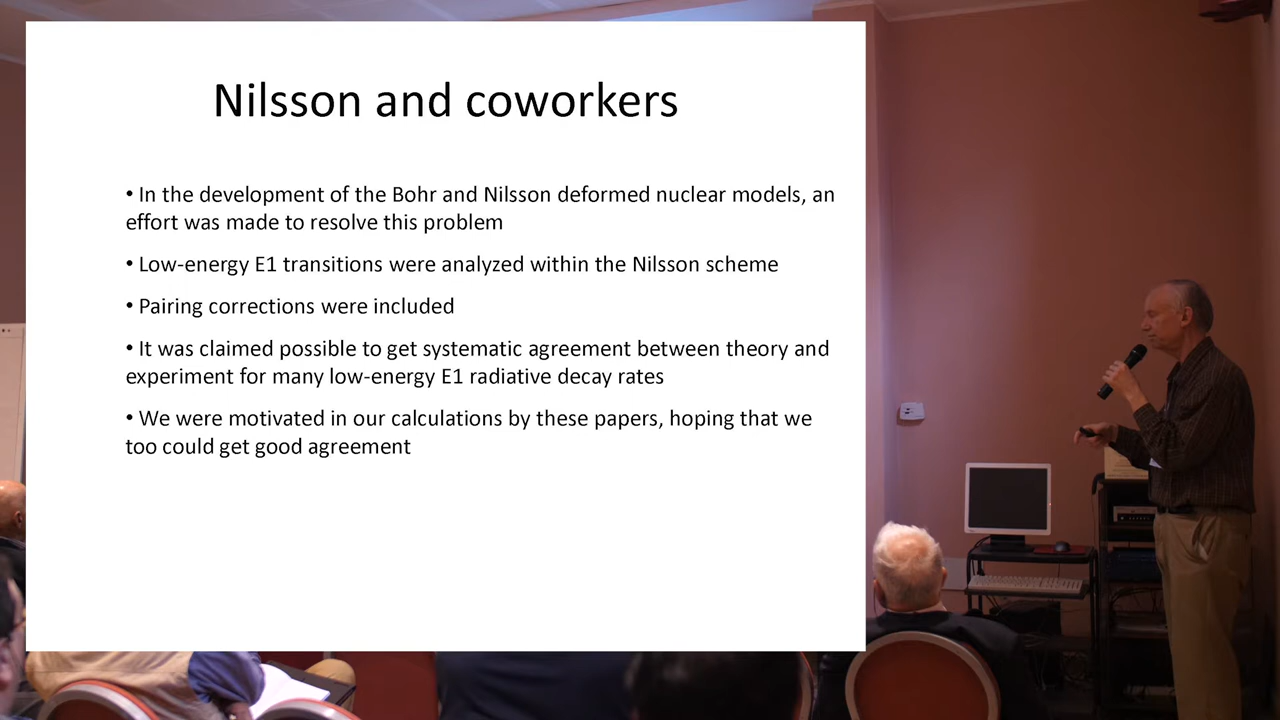 Nilsson and coworkers
• In the development of the Bohr and Nilsson deformed nuclear models, an
effort was made to resolve this problem
• Low-energy E1 transitions were analyzed within the Nilsson scheme
• Pairing corrections were included
• It was claimed possible to get systematic agreement between theory and
experiment for many low-energy E1 radiative decay rates
• We were motivated in our calculations by these papers, hoping that we
too could get good agreement